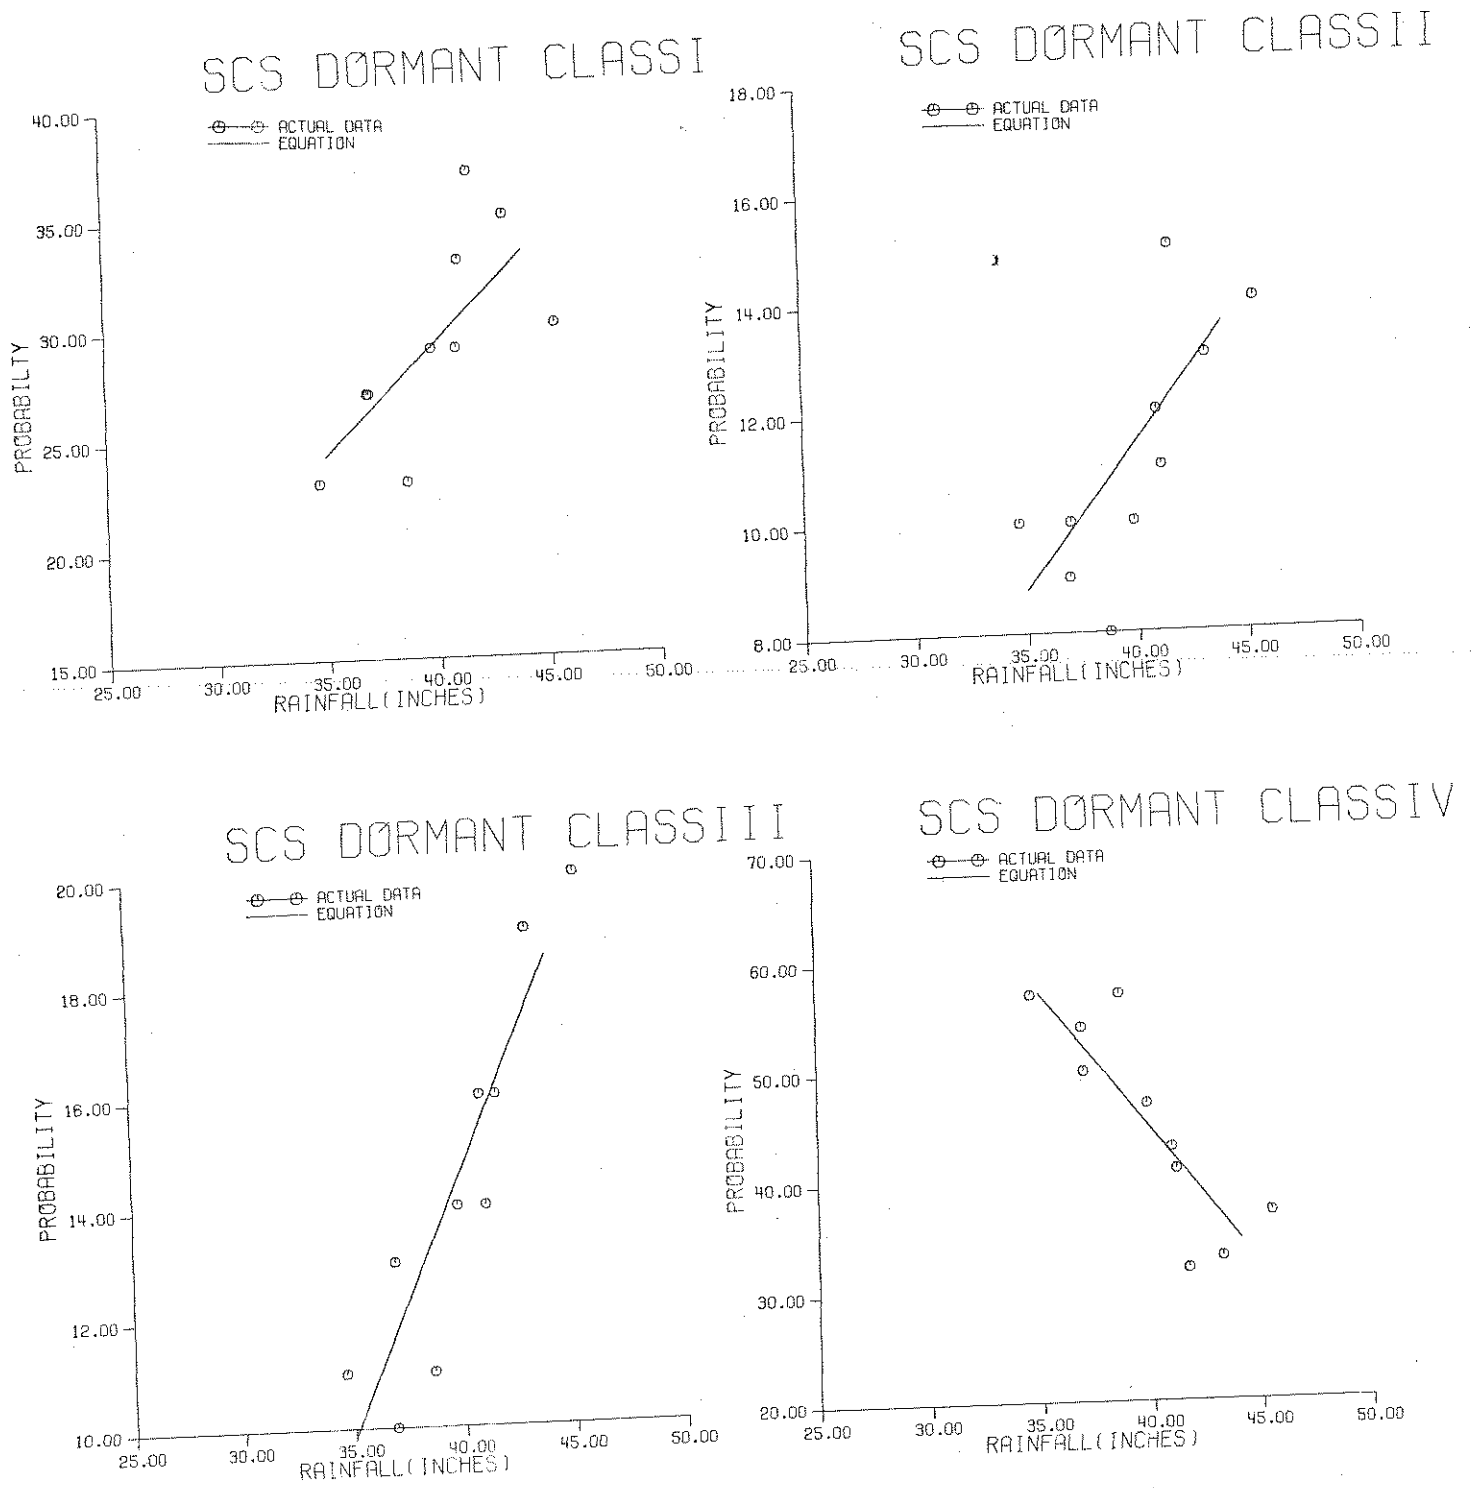 SCS DØRMANT CLASSI
ACTUAL DATA
EQUATIØN
40.00
35.00
30.00
25.00
20.00
15.00
PRØBABILTY
25.00 30.00 35.00 40.00 45.00 50.00
RAINFALL(INCHES)
SCS DØRMANT CLASSII
ACTUAL DATA
EQUATIØN
18.00
16.00
14.00
12.00
10.00
8.00
PRØBABILITY
25.00 30.00 35.00 40.00 45.00 50.00
RAINFALL(INCHES)
SCS DØRMANT CLASSIII
ACTUAL DATA
EQUATIØN
20.00
18.00
16.00
14.00
12.00
10.00
PRØBABILITY
25.00 30.00 35.00 40.00 45.00 50.00
RAINFALL(INCHES)
SCS DØRMANT CLASSIV
ACTUAL DATA
EQUATIØN
70.00
60.00
50.00
40.00
30.00
20.00
PRØBABILITY
25.00 30.00 35.00 40.00 45.00 50.00
RAINFALL(INCHES)